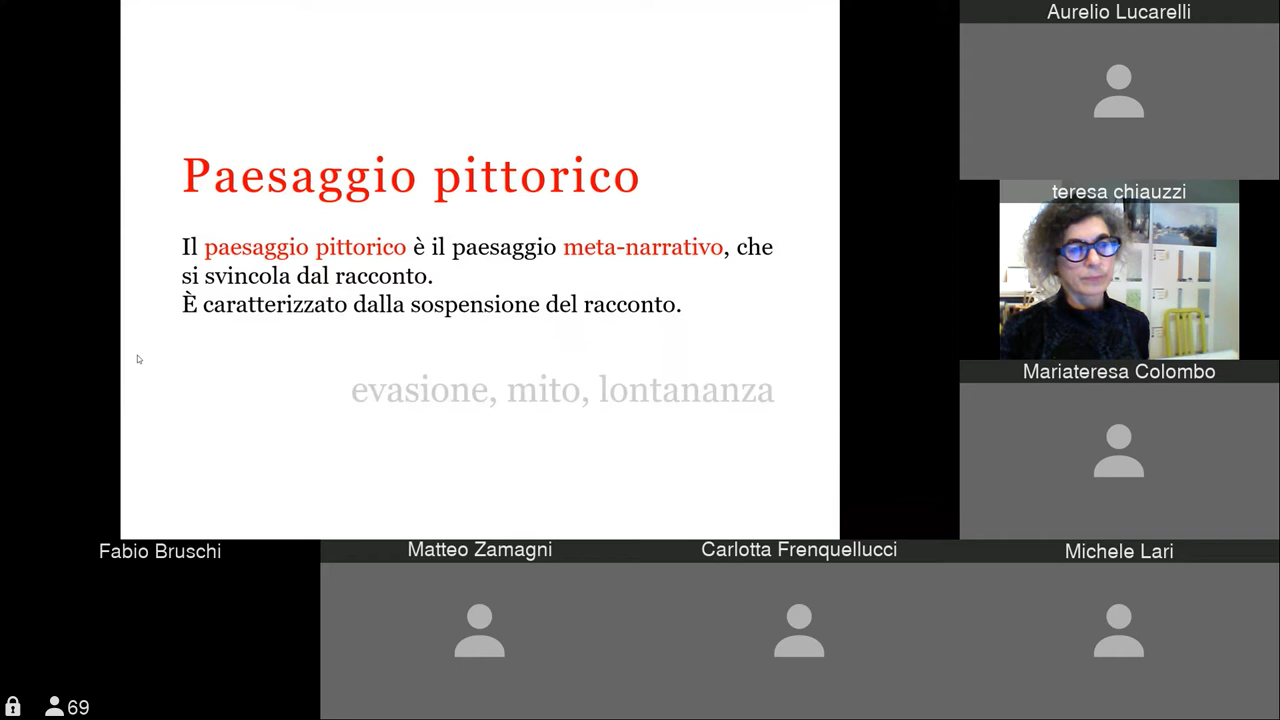 Paesaggio pittorico
Il paesaggio pittorico è il paesaggio meta-narrativo, che
si svincola dal racconto.
È caratterizzato dalla sospensione del racconto.
evasione, mito, lontananza
Aurelio Lucarelli
teresa chiauzzi
Mariateresa Colombo
Fabio Bruschi
Matteo Zamagni
Carlotta Frenquellucci
Michele Lari
69